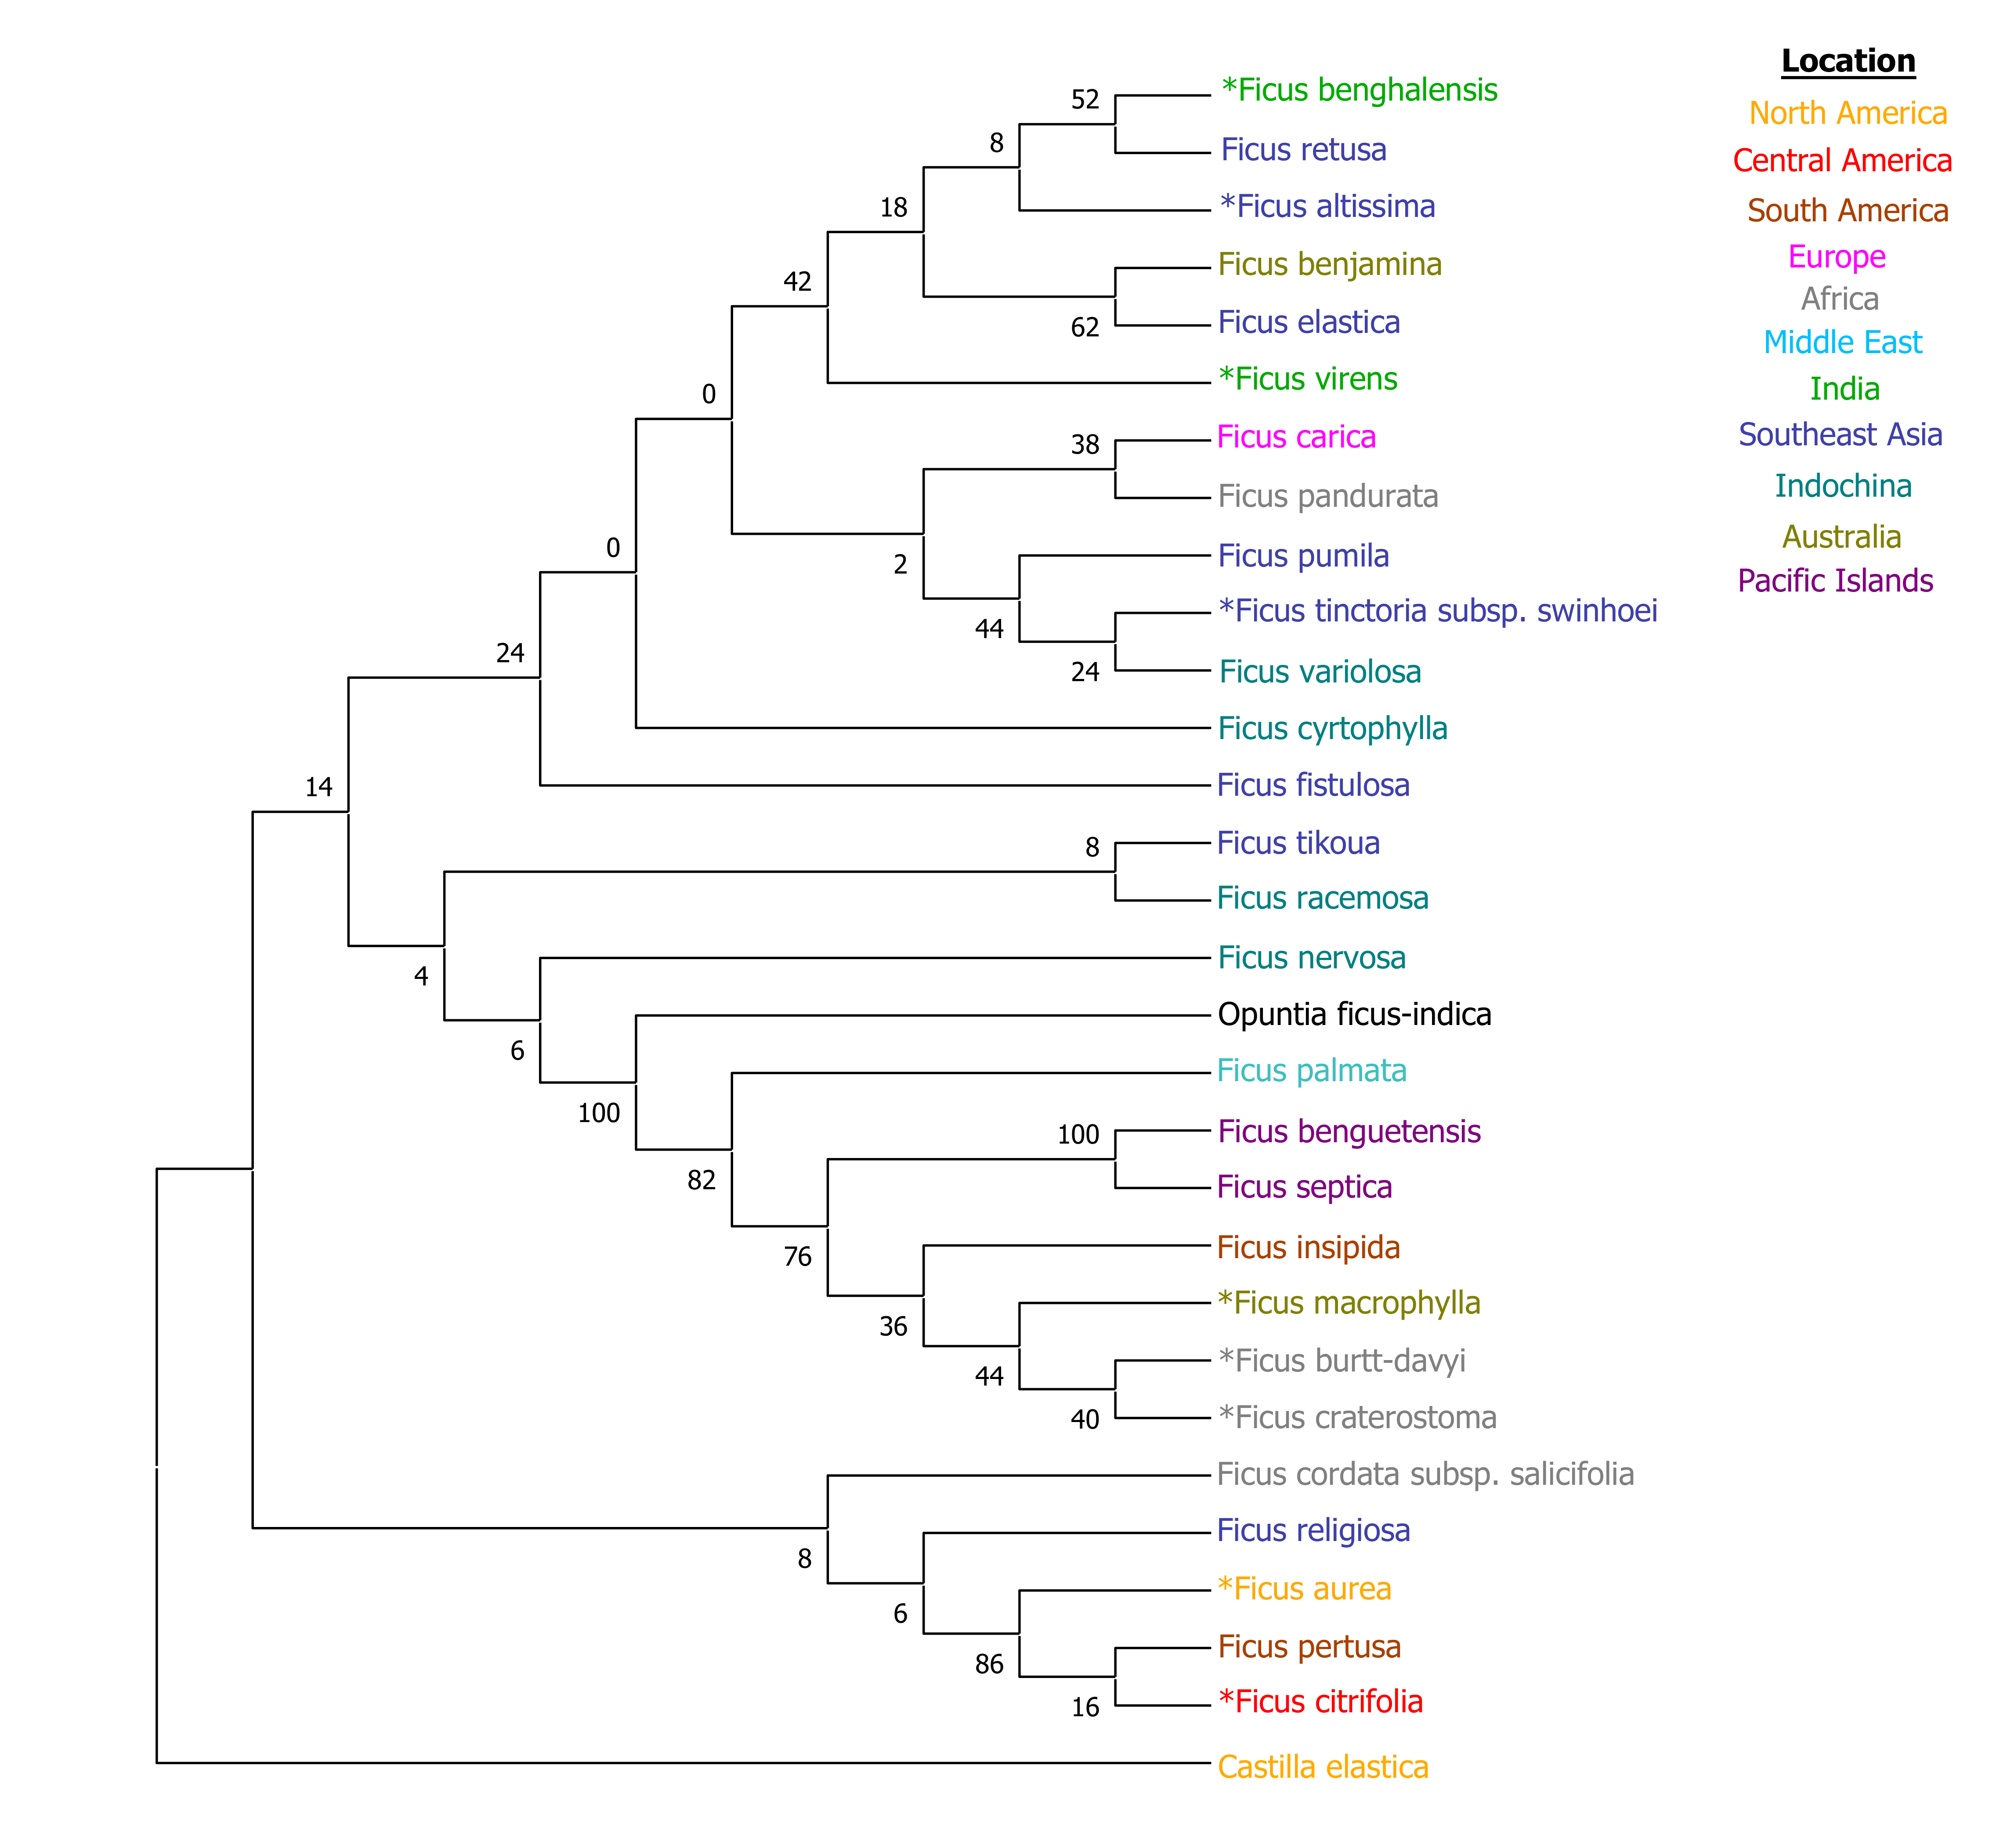 Location
North America
Central America
South America
Europe
Africa
Middle East
India
Southeast Asia
Indochina
Australia
Pacific Islands
52
*Ficus benghalensis
8
Ficus retusa
18
*Ficus altissima
42
Ficus benjamina
62
Ficus elastica
0
*Ficus virens
38
Ficus carica
Ficus pandurata
0
2
Ficus pumila
44
*Ficus tinctoria subsp. swinhoei
24
24
Ficus variolosa
Ficus cyrtophylla
14
Ficus fistulosa
8
Ficus tikoua
Ficus racemosa
4
Ficus nervosa
6
Opuntia ficus-indica
100
Ficus palmata
100
Ficus benguetensis
82
Ficus septica
76
Ficus insipida
36
*Ficus macrophylla
44
*Ficus burtt-davyi
40
*Ficus craterostoma
Ficus cordata subsp. salicifolia
8
Ficus religiosa
6
*Ficus aurea
86
Ficus pertusa
16
*Ficus citrifolia
Castilla elastica